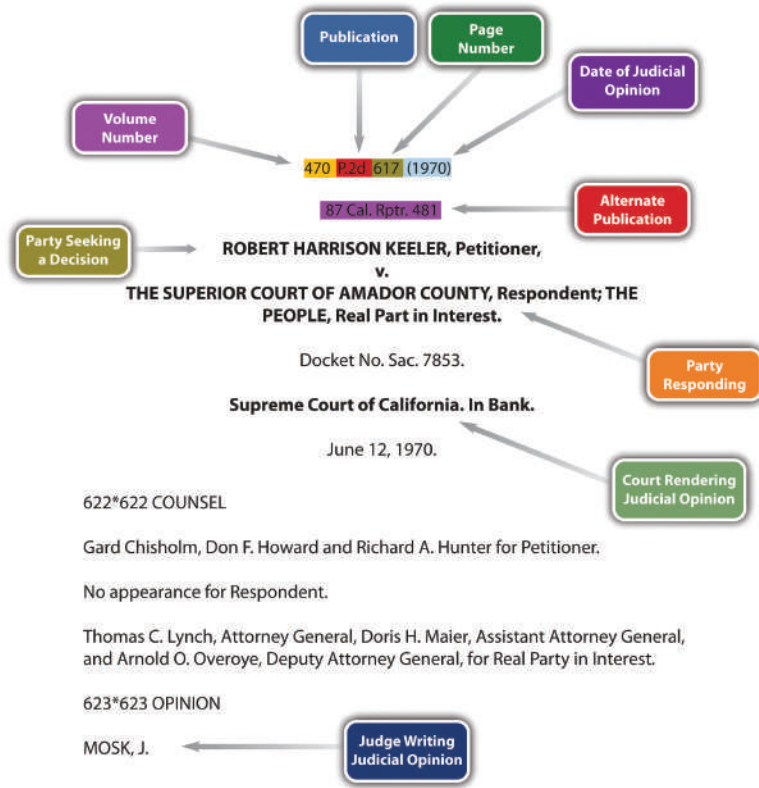 Publication
Page
Number
Date of Judicial
Opinion
Volume
Number
470 P.2d 617 (1970)
87 Cal. Rptr. 481
Alternate
Publication
Party Seeking
a Decision
ROBERT HARRISON KEELER, Petitioner,
v.
THE SUPERIOR COURT OF AMADOR COUNTY, Respondent; THE
PEOPLE, Real Part in Interest.
Docket No. Sac. 7853.
Party
Responding
Supreme Court of California. In Bank.
June 12, 1970.
Court Rendering
Judicial Opinion
622*622 COUNSEL
Gard Chisholm, Don F. Howard and Richard A. Hunter for Petitioner.
No appearance for Respondent.
Thomas C. Lynch, Attorney General, Doris H. Maier, Assistant Attorney General,
and Arnold O. Overoye, Deputy Attorney General, for Real Party in Interest.
623*623 OPINION
MOSK, J.
Judge Writing
Judicial Opinion